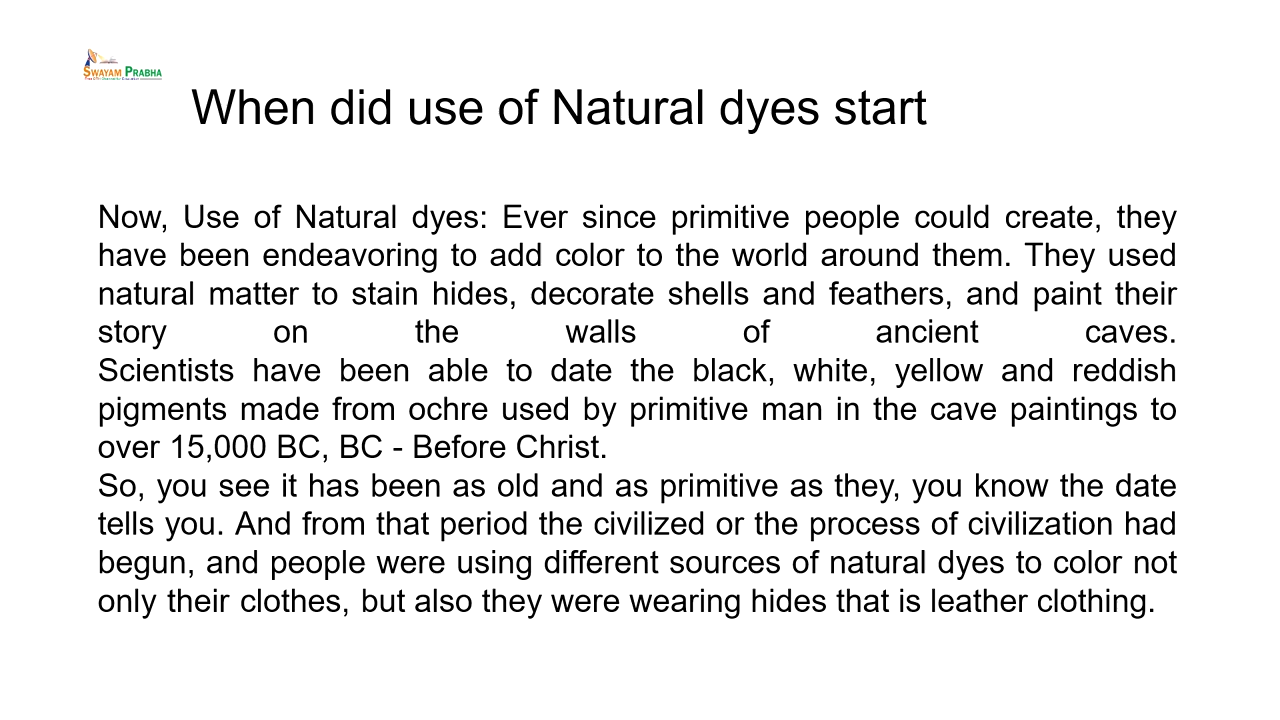 SWAYAM PRABHA
When did use of Natural dyes start
Now, Use of Natural dyes: Ever since primitive people could create, they
have been endeavoring to add color to the world around them. They used
natural matter to stain hides, decorate shells and feathers, and paint their
story on the walls of ancient caves.
Scientists have been able to date the black, white, yellow and reddish
pigments made from ochre used by primitive man in the cave paintings to
over 15,000 BC, BC - Before Christ.
So, you see it has been as old and as primitive as they, you know the date
tells you. And from that period the civilized or the process of civilization had
begun, and people were using different sources of natural dyes to color not
only their clothes, but also they were wearing hides that is leather clothing.